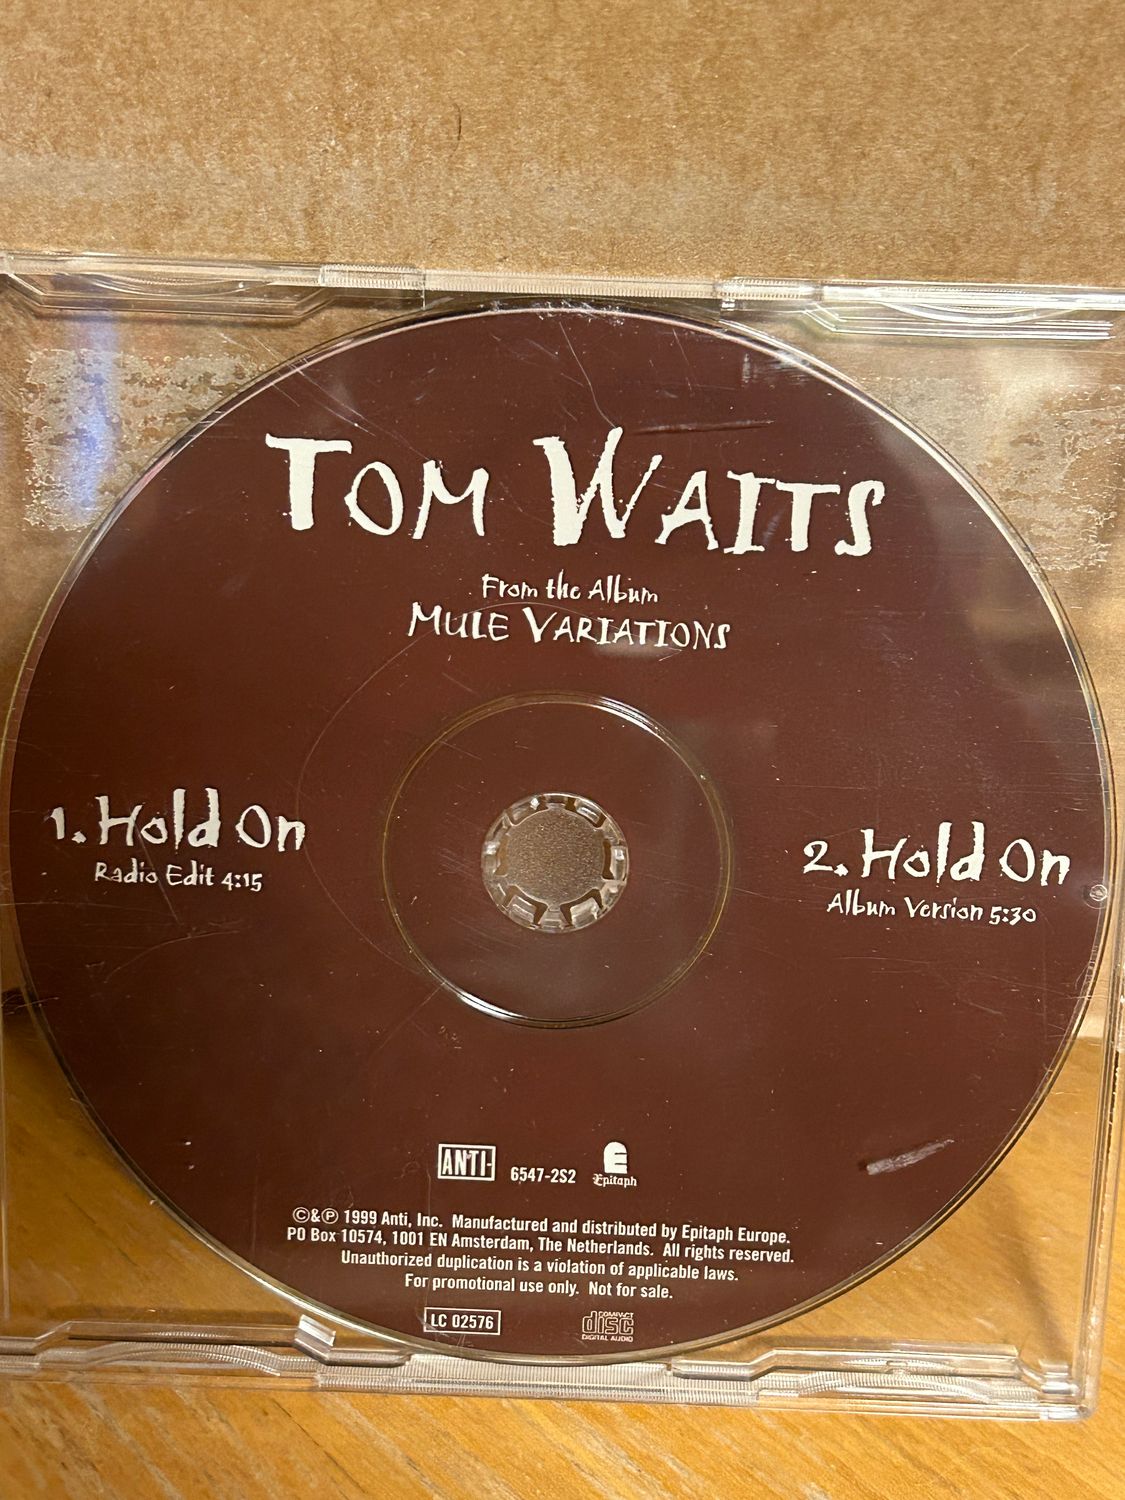 TOM WAITS
From the Album
MULE VARIATIONS
1. Hold On
Radio Edit 4:15
2. Hold On
Album Version 5:30
ANTI- 6547-2S2 E Epitaph
©&℗ 1999 Anti, Inc. Manufactured and distributed by Epitaph Europe.
PO Box 10574, 1001 EN Amsterdam, The Netherlands. All rights reserved.
Unauthorized duplication is a violation of applicable laws.
For promotional use only. Not for sale.
LC 02576
COMPACT
disc
DIGITAL AUDIO